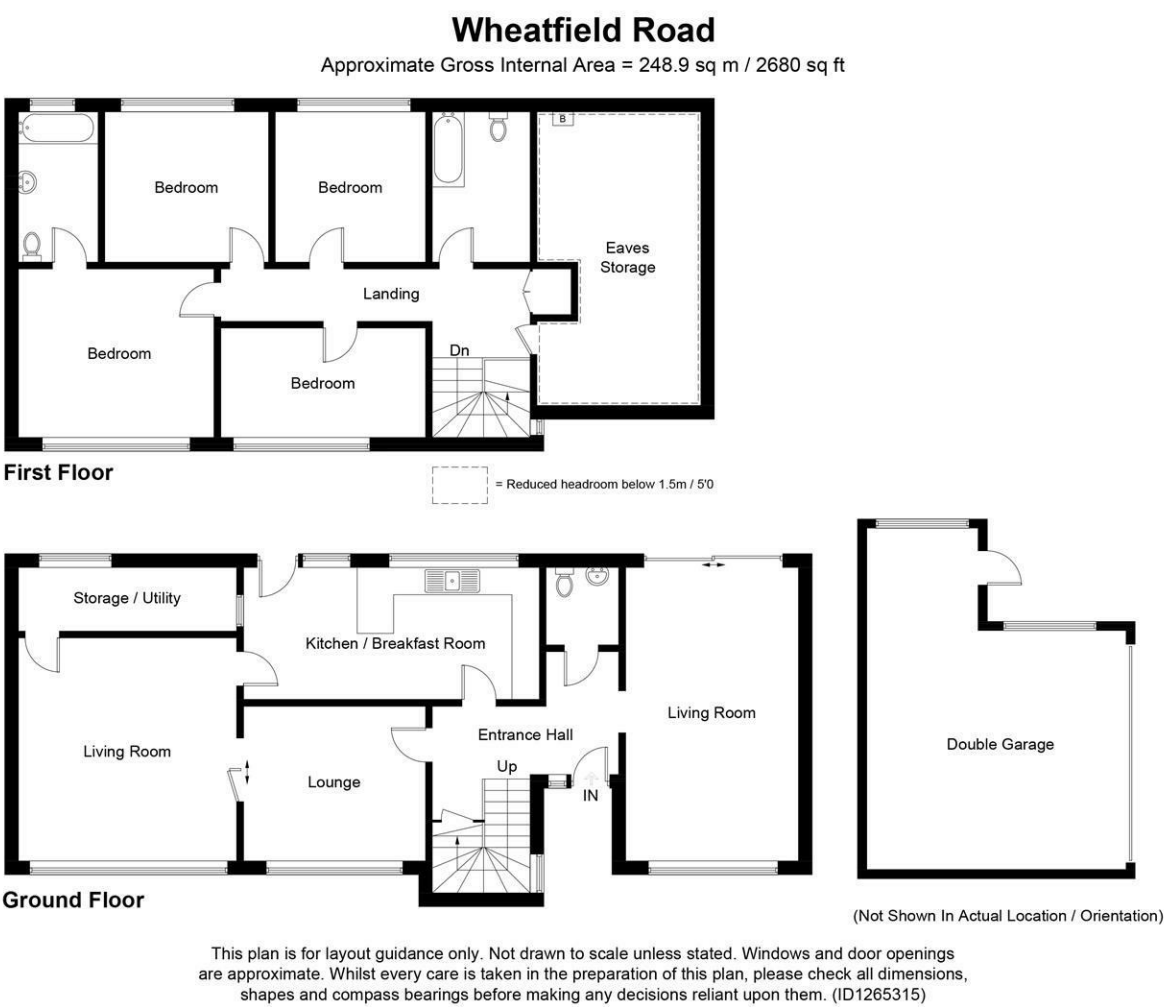 Wheatfield Road
Approximate Gross Internal Area = 248.9 sq m / 2680 sq ft
B
Bedroom
Bedroom
Eaves
Storage
Landing
Bedroom
Dn
Bedroom
First Floor
= Reduced headroom below 1.5m / 5'0
Storage / Utility
Kitchen / Breakfast Room
Living Room
Entrance Hall
Living Room
Double Garage
Up
Lounge
IN
Ground Floor
(Not Shown In Actual Location / Orientation)
This plan is for layout guidance only. Not drawn to scale unless stated. Windows and door openings
are approximate. Whilst every care is taken in the preparation of this plan, please check all dimensions,
shapes and compass bearings before making any decisions reliant upon them. (ID1265315)